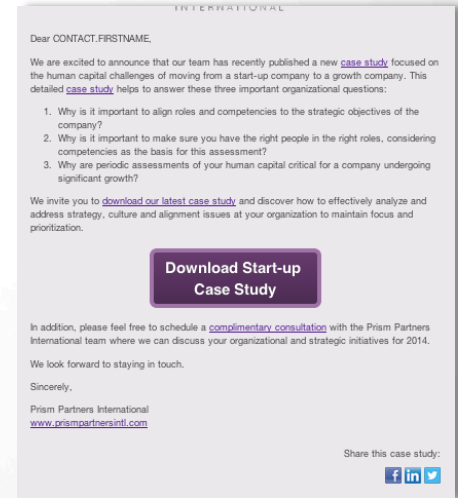 INTERNATIONAL
Dear CONTACT.FIRSTNAME,
We are excited to announce that our team has recently published a new case study focused on
the human capital challenges of moving from a start-up company to a growth company. This
detailed case study helps to answer these three important organizational questions:
1. Why is it important to align roles and competencies to the strategic objectives of the
company?
2. Why is it important to make sure you have the right people in the right roles, considering
competencies as the basis for this assessment?
3. Why are periodic assessments of your human capital critical for a company undergoing
significant growth?
We invite you to download our latest case study and discover how to effectively analyze and
address strategy, culture and alignment issues at your organization to maintain focus and
prioritization.
Download Start-up
Case Study
In addition, please feel free to schedule a complimentary consultation with the Prism Partners
International team where we can discuss your organizational and strategic initiatives for 2014.
We look forward to staying in touch.
Sincerely,
Prism Partners International
www.prismpartnersintl.com
Share this case study: